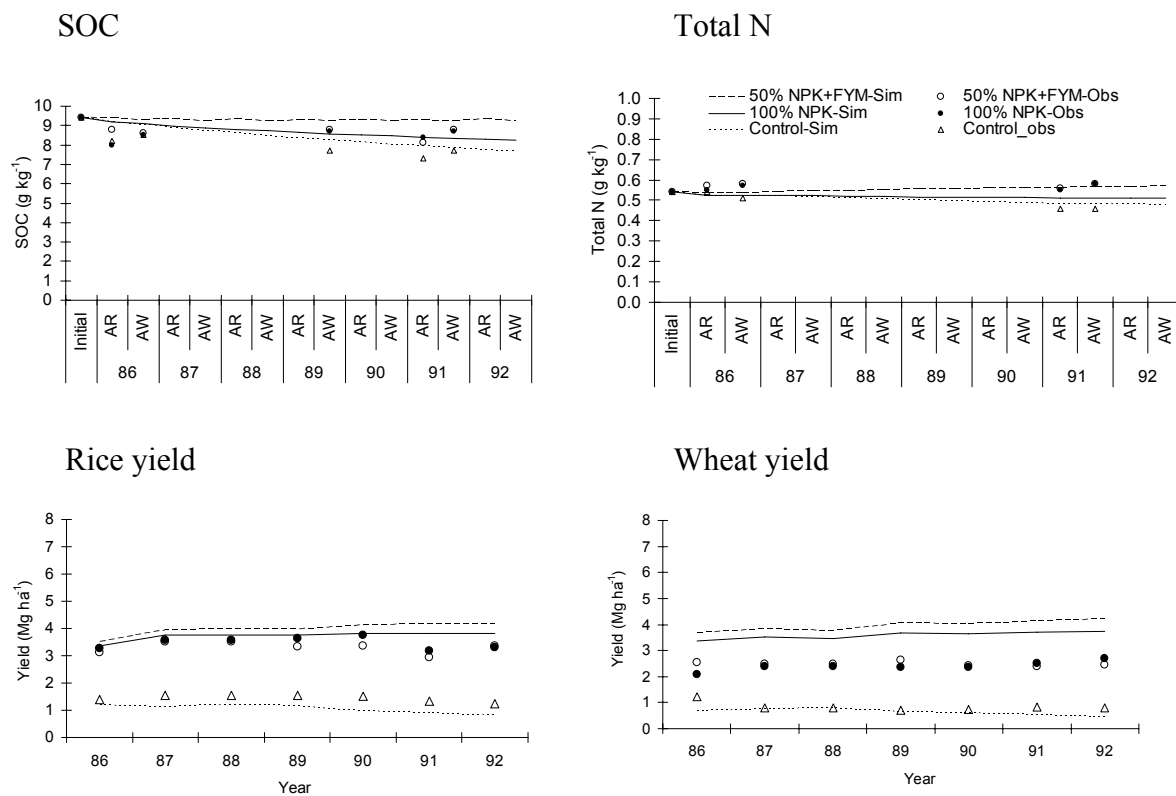 SOC
Total N
10
9
8
7
6
5
4
3
2
1
0
SOC (g kg-1)
Initial AR AW AR AW AR AW AR AW AR AW AR AW AR AW
86 87 88 89 90 91 92
50% NPK+FYM-Sim 50% NPK+FYM-Obs
100% NPK-Sim 100% NPK-Obs
Control-Sim Control_obs
1.0
0.9
0.8
0.7
0.6
0.5
0.4
0.3
0.2
0.1
0.0
Total N (g kg-1)
Initial AR AW AR AW AR AW AR AW AR AW AR AW AR AW
86 87 88 89 90 91 92
Rice yield
Wheat yield
8
7
6
5
4
3
2
1
0
Yield (Mg ha-1)
86 87 88 89 90 91 92
Year
8
7
6
5
4
3
2
1
0
Yield (Mg ha-1)
86 87 88 89 90 91 92
Year